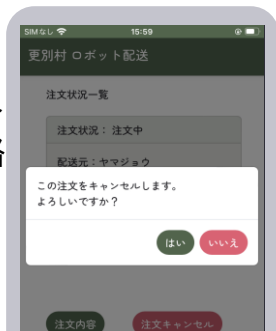 SIMなし 15:59
更別村 ロボット配送
注文状況一覧
注文状況：注文中
配送元：ヤマジョウ
この注文をキャンセルします。
よろしいですか？
はい いいえ
注文内容 注文キャンセル